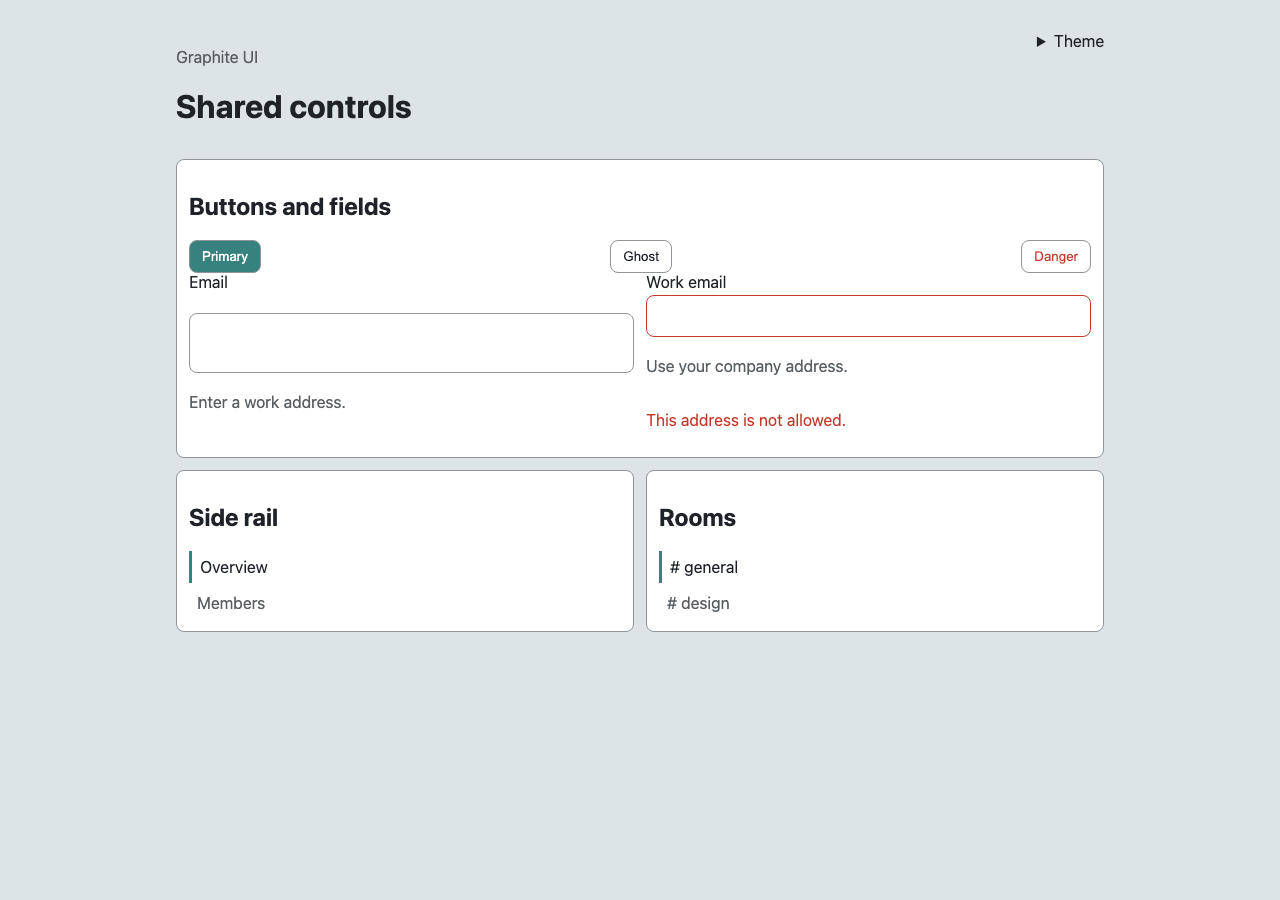 Graphite UI
Theme
Shared controls
Buttons and fields
Primary
Ghost
Danger
Email
Enter a work address.
Work email
Use your company address.
This address is not allowed.
Side rail
Overview
Members
Rooms
# general
# design